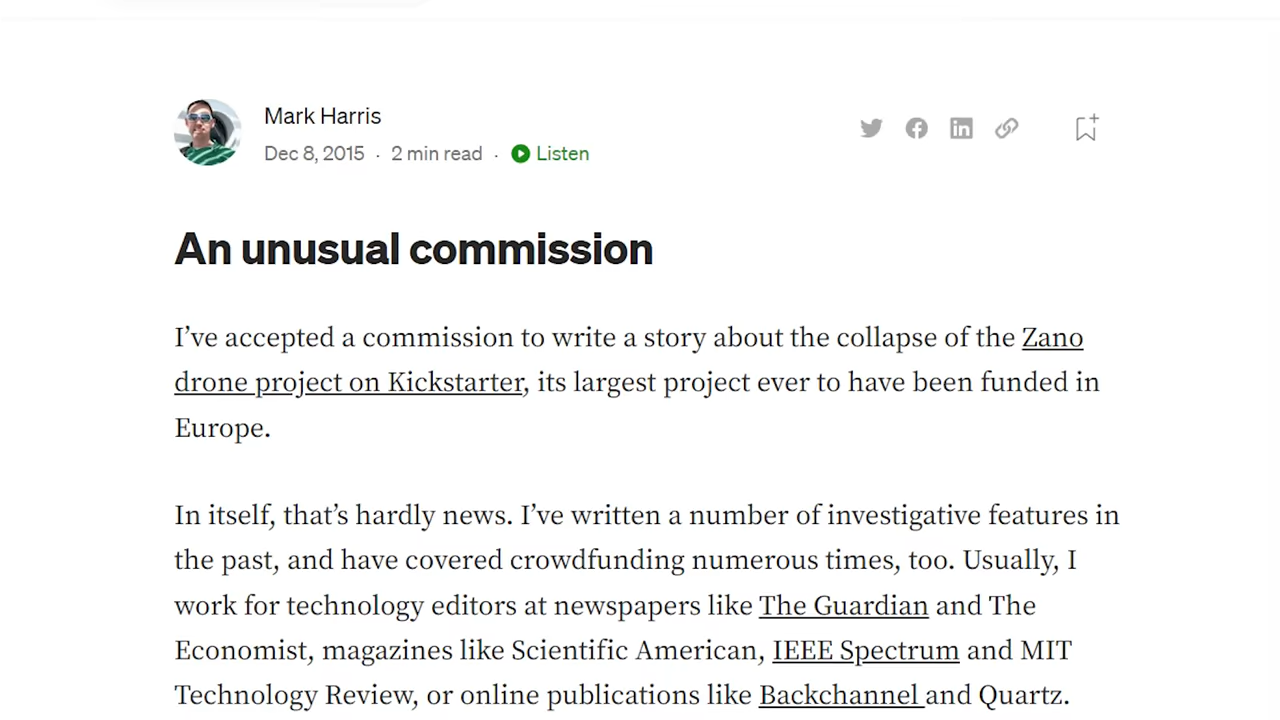 Mark Harris
Dec 8, 2015 · 2 min read · Listen
An unusual commission
I’ve accepted a commission to write a story about the collapse of the Zano
drone project on Kickstarter, its largest project ever to have been funded in
Europe.
In itself, that’s hardly news. I’ve written a number of investigative features in
the past, and have covered crowdfunding numerous times, too. Usually, I
work for technology editors at newspapers like The Guardian and The
Economist, magazines like Scientific American, IEEE Spectrum and MIT
Technology Review, or online publications like Backchannel and Quartz.